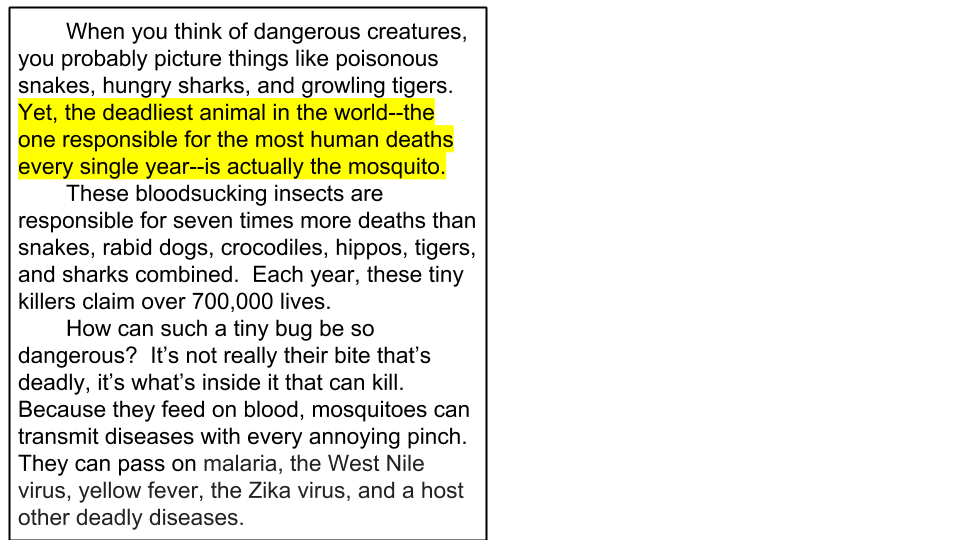 When you think of dangerous creatures,
you probably picture things like poisonous
snakes, hungry sharks, and growling tigers.
Yet, the deadliest animal in the world--the
one responsible for the most human deaths
every single year--is actually the mosquito.
These bloodsucking insects are
responsible for seven times more deaths than
snakes, rabid dogs, crocodiles, hippos, tigers,
and sharks combined.  Each year, these tiny
killers claim over 700,000 lives.
How can such a tiny bug be so
dangerous?  It’s not really their bite that’s
deadly, it’s what’s inside it that can kill.
Because they feed on blood, mosquitoes can
transmit diseases with every annoying pinch.
They can pass on malaria, the West Nile
virus, yellow fever, the Zika virus, and a host
other deadly diseases.